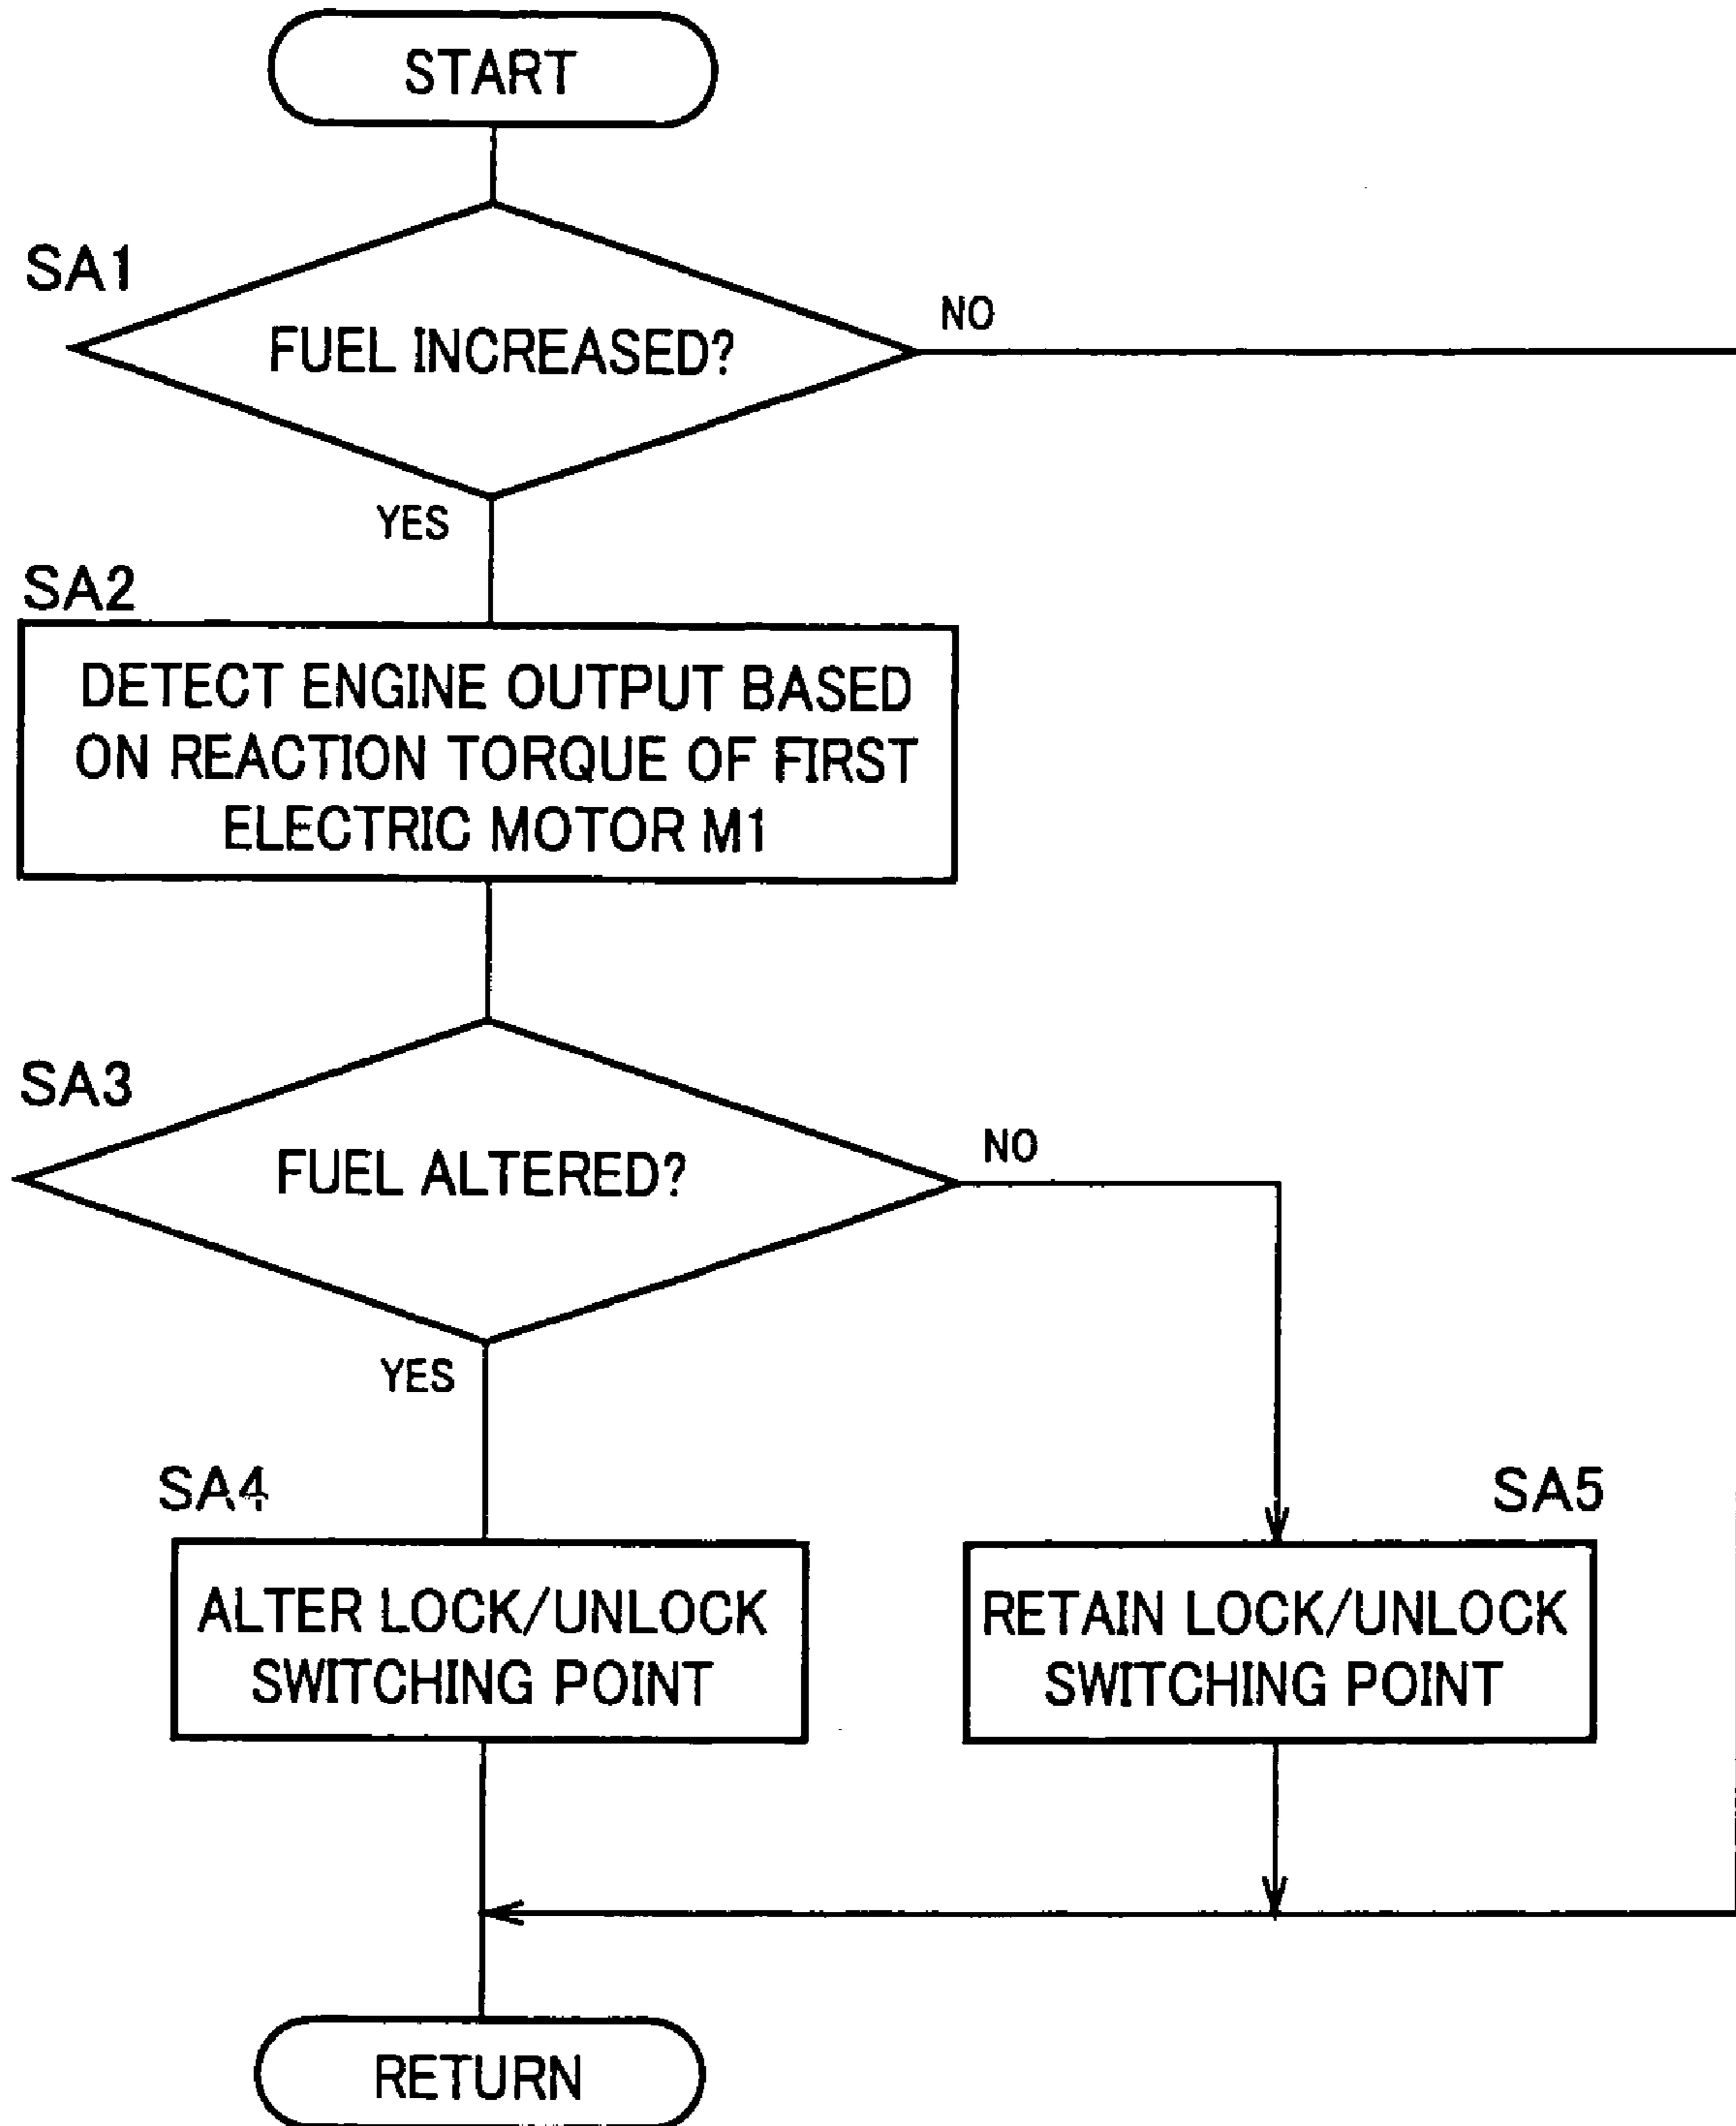 START
SA1
FUEL INCREASED?
NO
YES
SA2
DETECT ENGINE OUTPUT BASED
ON REACTION TORQUE OF FIRST
ELECTRIC MOTOR M1
SA3
FUEL ALTERED?
NO
YES
SA4
ALTER LOCK/UNLOCK
SWITCHING POINT
SA5
RETAIN LOCK/UNLOCK
SWITCHING POINT
RETURN